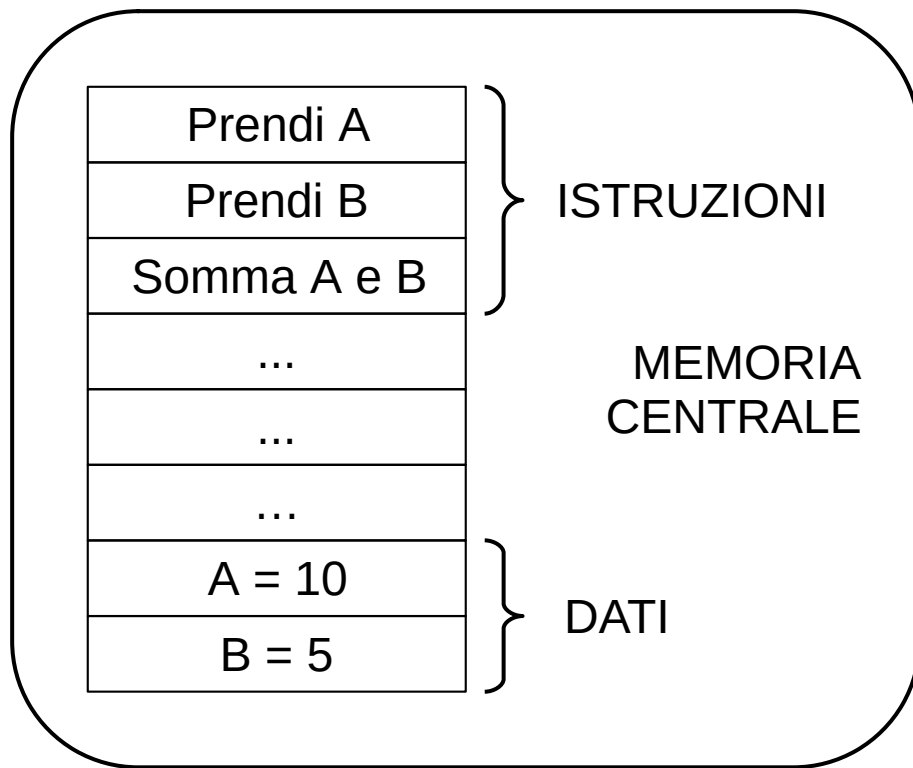 Prendi A
Prendi B
Somma A e B
ISTRUZIONI
...
...
...
MEMORIA
CENTRALE
A = 10
B = 5
DATI